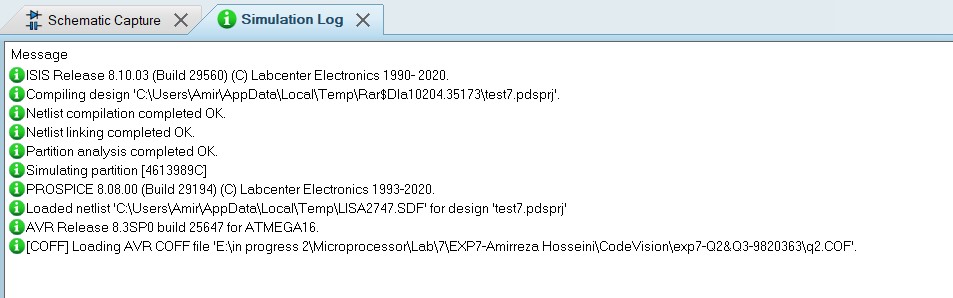 Schematic Capture
Simulation Log
Message
ISIS Release 8.10.03 (Build 29560) (C) Labcenter Electronics 1990- 2020.
Compiling design 'C:\Users\Amir\AppData\Local\Temp\Rar$DIa10204.35173\test7.pdsprj'.
Netlist compilation completed OK.
Netlist linking completed OK.
Partition analysis completed OK.
Simulating partition [4613989C]
PROSPICE 8.08.00 (Build 29194) (C) Labcenter Electronics 1993-2020.
Loaded netlist 'C:\Users\Amir\AppData\Local\Temp\LISA2747.SDF' for design 'test7.pdsprj'
AVR Release 8.3SP0 build 25647 for ATMEGA16.
[COFF] Loading AVR COFF file 'E:\in progress 2\Microprocessor\Lab\7\EXP7-Amirreza Hosseini\CodeVision\exp7-Q2&Q3-9820363\q2.COF'.